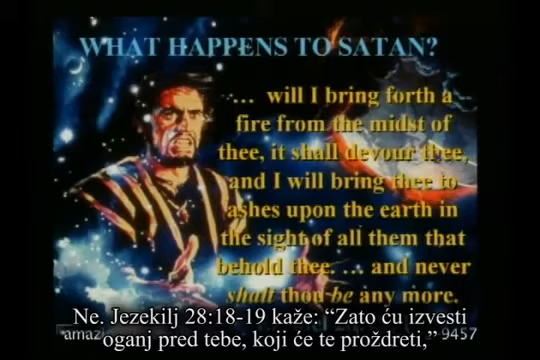 WHAT HAPPENS TO SATAN?
… will I bring forth a
fire from the midst of
thee, it shall devour thee,
and I will bring thee to
ashes upon the earth in
the sight of all them that
behold thee. … and never
shalt thou be any more.
Ne. Jezekilj 28:18-19 kaže: “Zato ću izvesti
oganj pred tebe, koji će te proždreti,”
amazi
9457